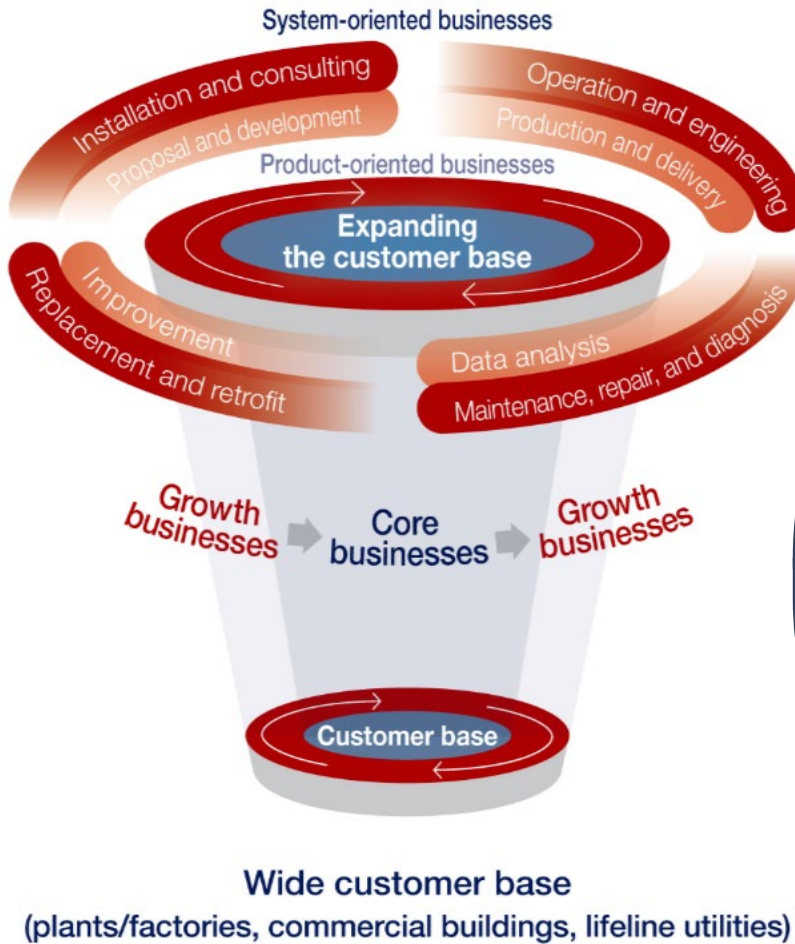 System-oriented businesses
Installation and consulting
Operation and engineering
Proposal and development
Production and delivery
Product-oriented businesses
Expanding
the customer base
Improvement
Replacement and retrofit
Data analysis
Maintenance, repair, and diagnosis
Growth
businesses
Core
businesses
Growth
businesses
Customer base
Wide customer base
(plants/factories, commercial buildings, lifeline utilities)